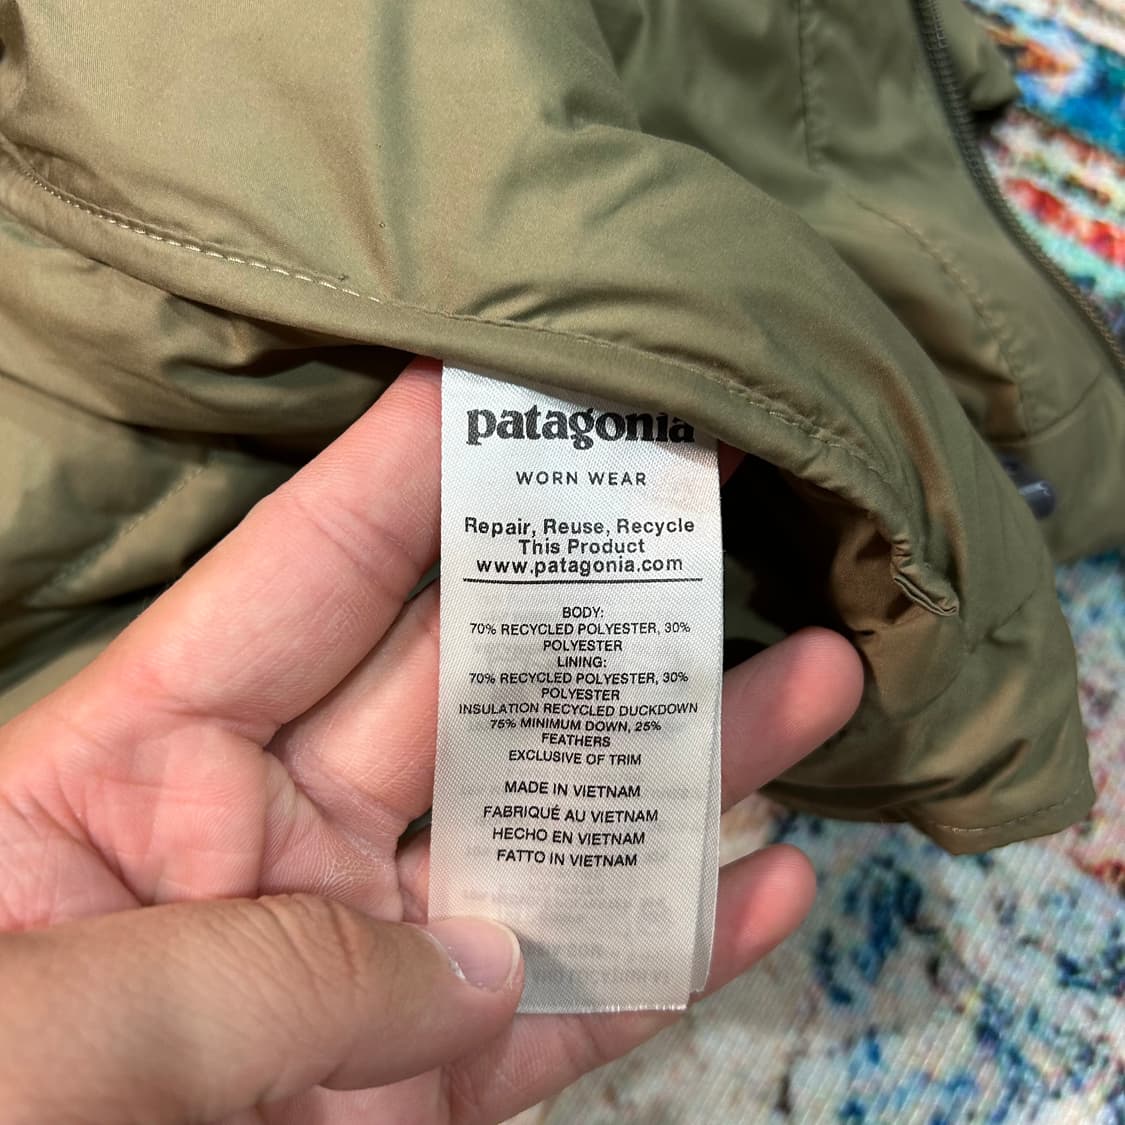 patagonia
WORN WEAR
Repair, Reuse, Recycle
This Product
www.patagonia.com
BODY:
70% RECYCLED POLYESTER, 30%
POLYESTER
LINING:
70% RECYCLED POLYESTER, 30%
POLYESTER
INSULATION RECYCLED DUCKDOWN
75% MINIMUM DOWN, 25%
FEATHERS
EXCLUSIVE OF TRIM
MADE IN VIETNAM
FABRIQUÉ AU VIETNAM
HECHO EN VIETNAM
FATTO IN VIETNAM